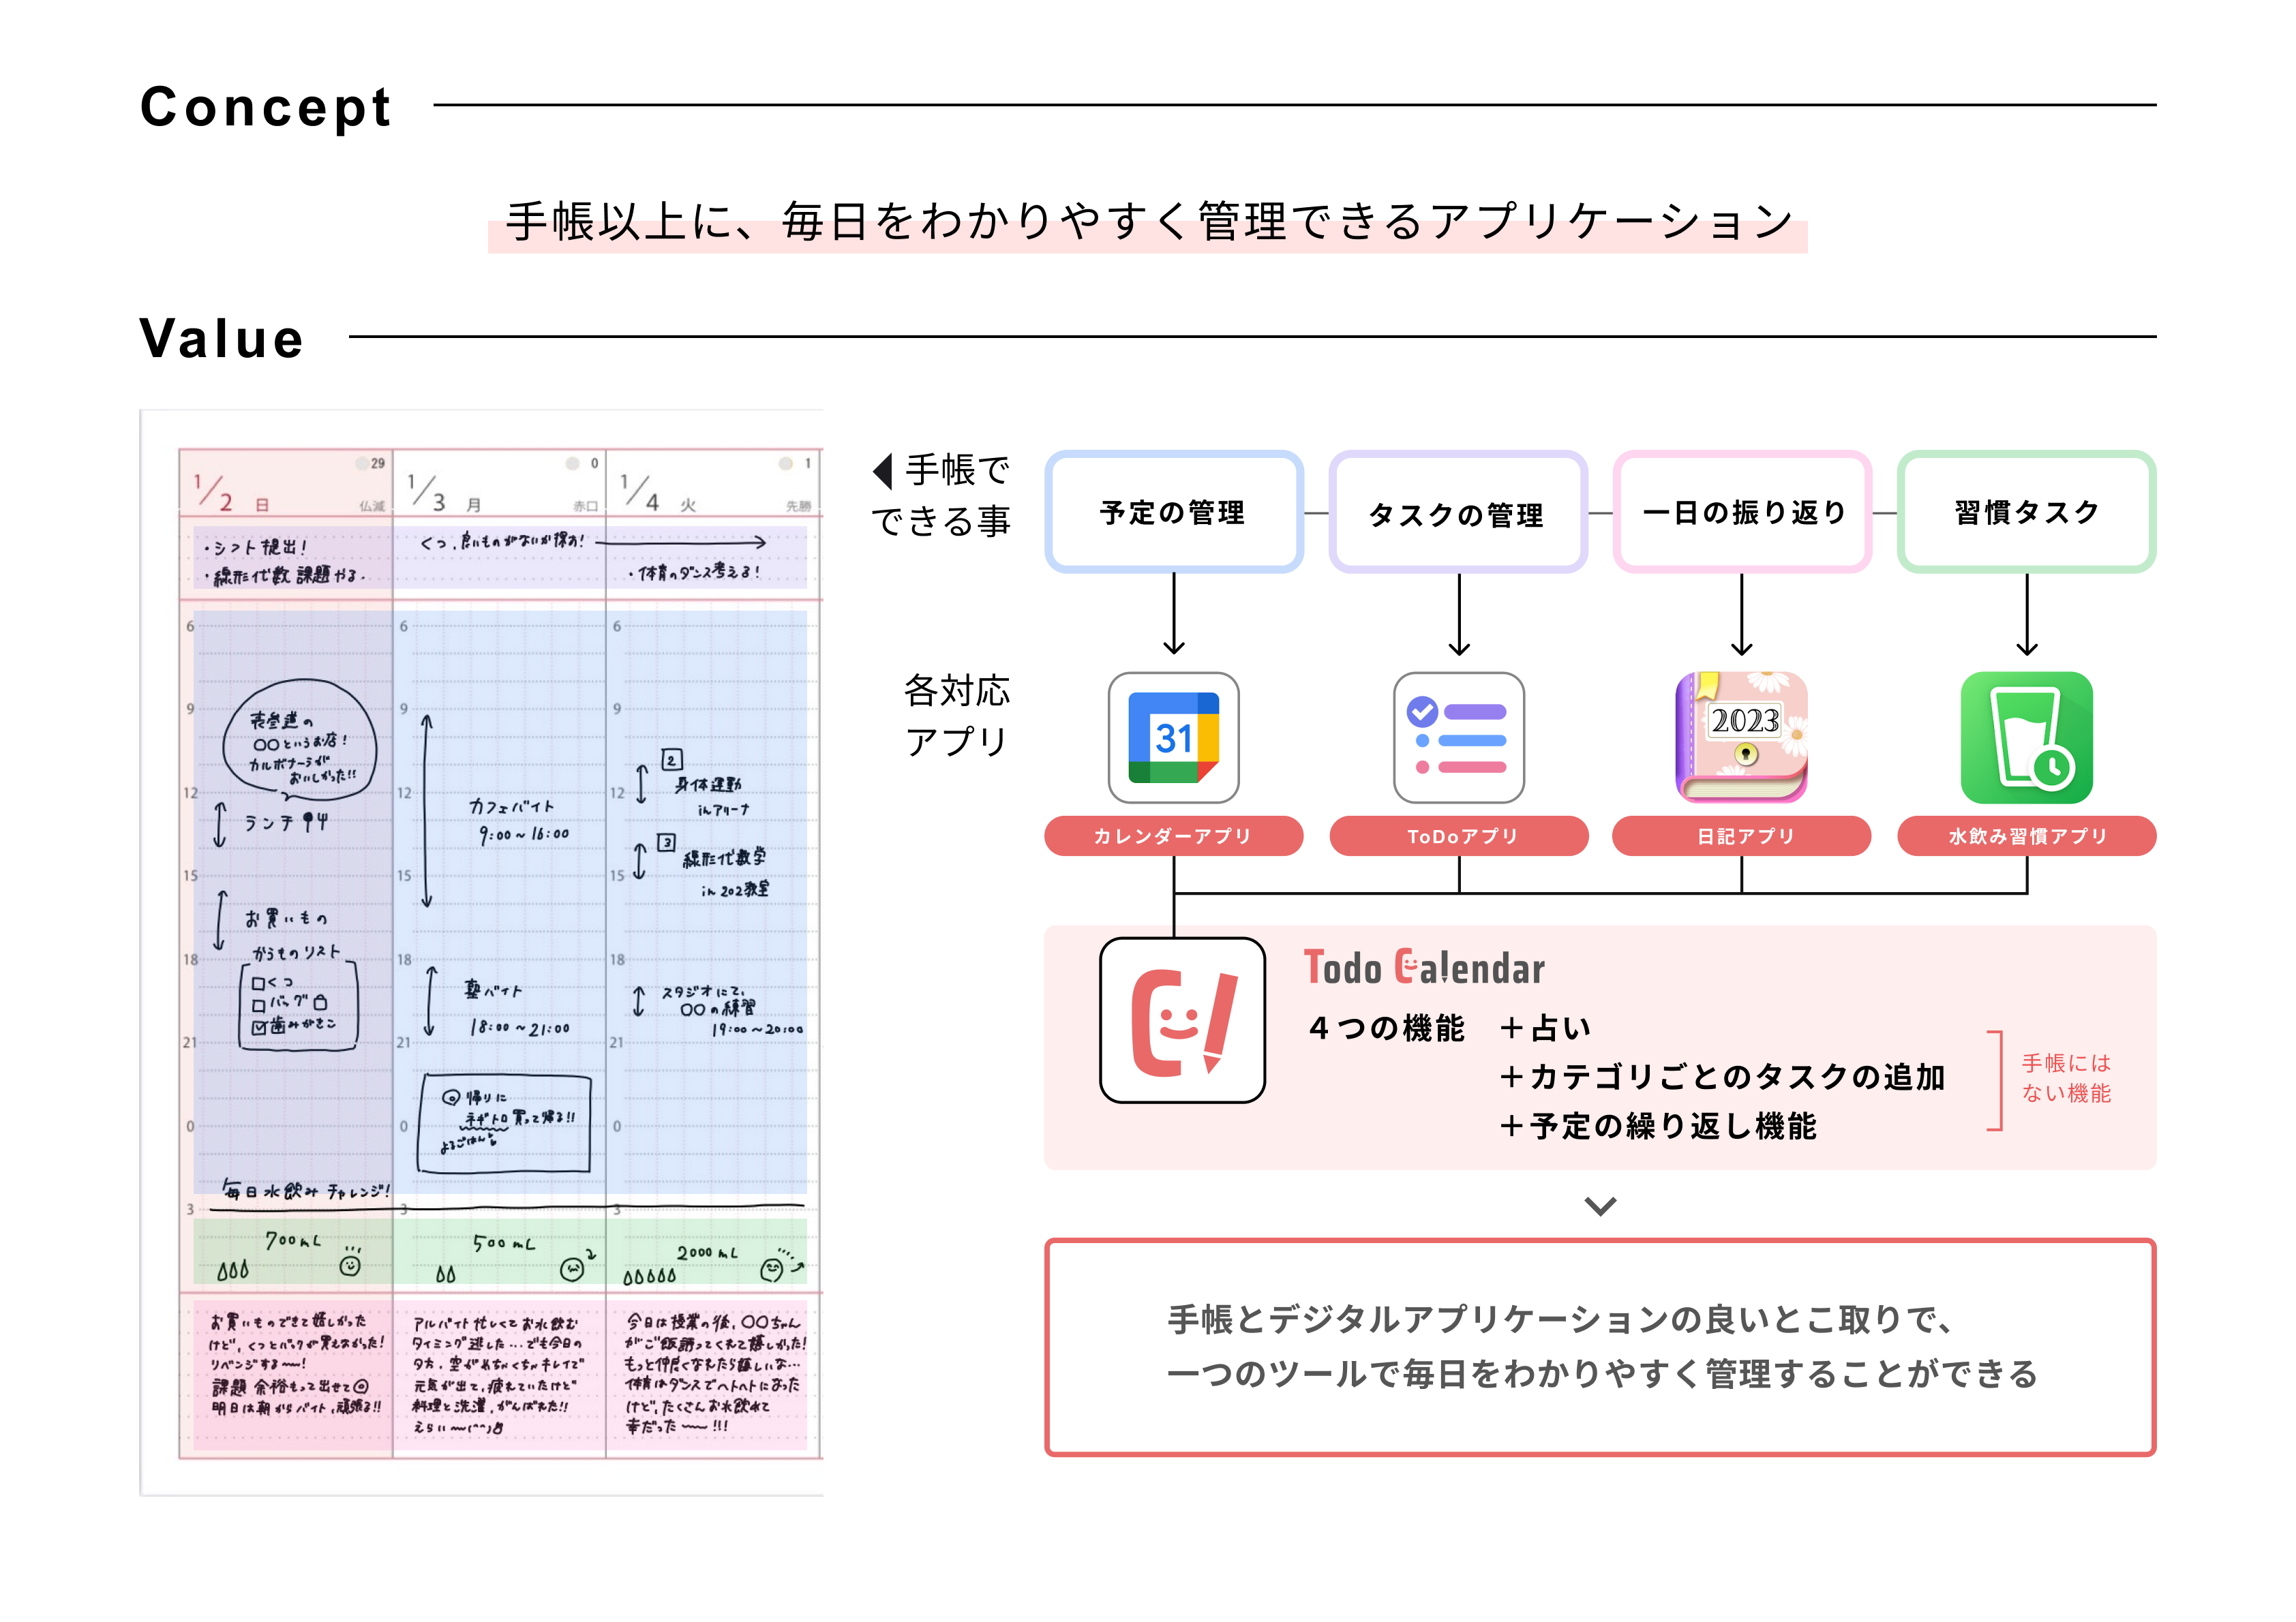 Concept
手帳以上に、毎日をわかりやすく管理できるアプリケーション
Value
1/2 日 29 仏滅
1/3 月 0 赤口
1/4 火 1 先勝
・シフト提出!
・線形代数 課題やる.
くつ、良いものがないか探す!
・体育のダンス考える!
6
9
12
15
18
21
0
3
表参道の
〇〇というお店!
カルボナーラが
おいしかった!!
ランチ
お買いもの
かうものリスト
くつ
バッグ
歯みがきこ
6
9
12
15
18
21
0
3
カフェバイト
9:00~16:00
塾バイト
18:00~21:00
帰りに
ネギトロ買って帰る!!
よるごはん
6
9
12
15
18
21
0
3
2
身体運動
inアリーナ
3
線形代数学
in 202教室
スタジオにて、
〇〇の練習
19:00~20:00
毎日水飲みチャレンジ!
700mL
500mL
2000mL
お買いものできて嬉しかった
けど、くつとバックが買えなかった!
リベンジする〜〜!
課題 余裕もって出せて◎
明日は朝からバイト、頑張る!!
アルバイト忙しくてお水飲む
タイミング逃した…でも今日の
夕方、空がめちゃくちゃキレイで
元気が出て、疲れていたけど
料理と洗濯、がんばれた!!
えらい〜〜(^^)
今日は授業の後、〇〇ちゃん
がご飯誘ってくれて嬉しかった!
もっと仲良くなれたら嬉しいな…
体育はダンスでヘトヘトになった
けど、たくさんお水飲めて
幸だった〜〜!!!
手帳で
できる事
予定の管理
タスクの管理
一日の振り返り
習慣タスク
各対応
アプリ
31
2023
カレンダーアプリ
ToDoアプリ
日記アプリ
水飲み習慣アプリ
Todo Calendar
4つの機能 +占い
+カテゴリごとのタスクの追加
+予定の繰り返し機能
手帳には
ない機能
手帳とデジタルアプリケーションの良いとこ取りで、
一つのツールで毎日をわかりやすく管理することができる